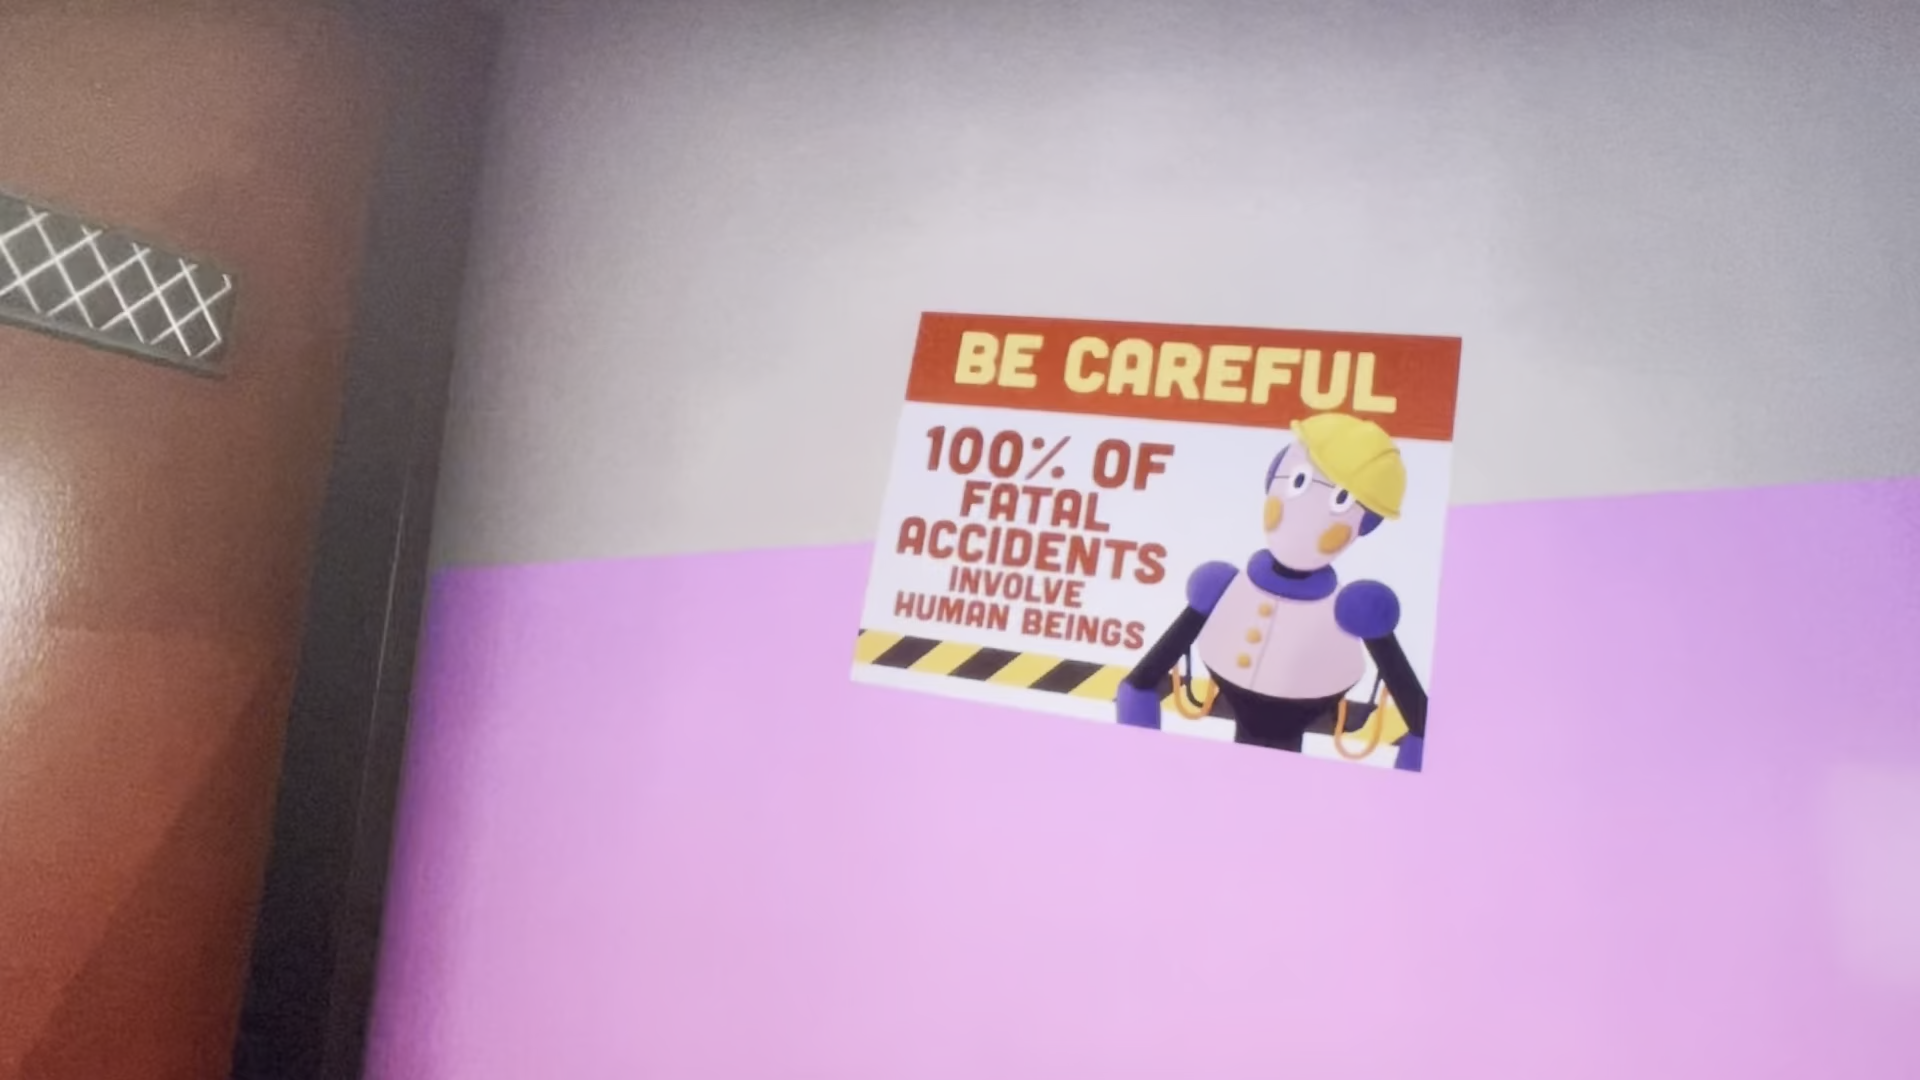 BE CAREFUL
100% OF
FATAL
ACCIDENTS
INVOLVE
HUMAN BEINGS